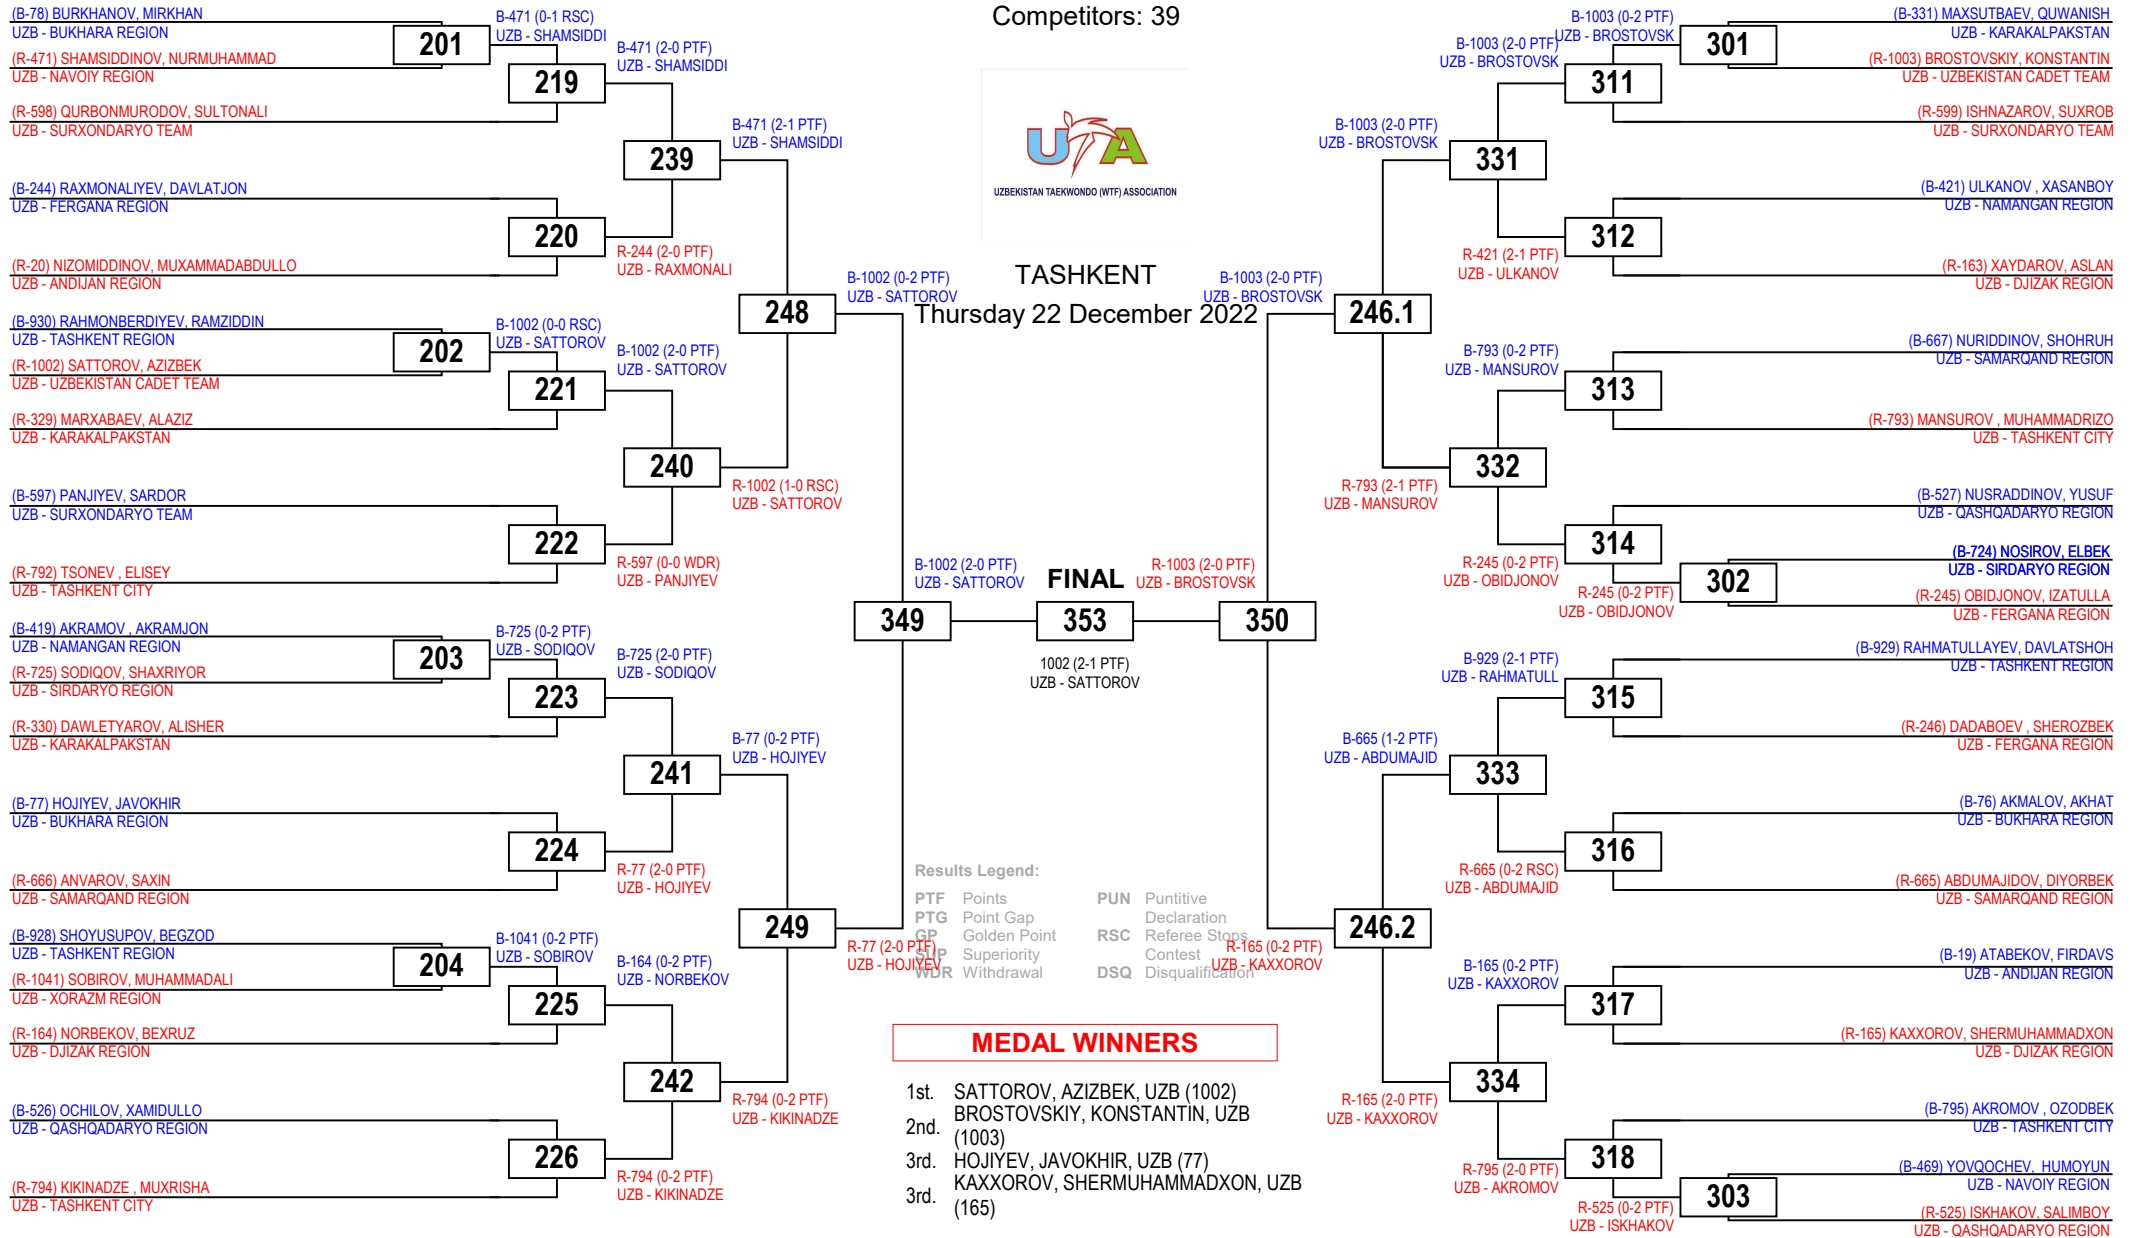 Competitors: 39
UTA
UZBEKISTAN TAEKWONDO (WTF) ASSOCIATION
TASHKENT
Thursday 22 December 2022
(B-78) BURKHANOV, MIRKHAN
UZB - BUKHARA REGION
(R-471) SHAMSIDDINOV, NURMUHAMMAD
UZB - NAVOIY REGION
(R-598) QURBONMURODOV, SULTONALI
UZB - SURXONDARYO TEAM
(B-244) RAXMONALIYEV, DAVLATJON
UZB - FERGANA REGION
(R-20) NIZOMIDDINOV, MUXAMMADABDULLO
UZB - ANDIJAN REGION
(B-930) RAHMONBERDIYEV, RAMZIDDIN
UZB - TASHKENT REGION
(R-1002) SATTOROV, AZIZBEK
UZB - UZBEKISTAN CADET TEAM
(R-329) MARXABAEV, ALAZIZ
UZB - KARAKALPAKSTAN
(B-597) PANJIYEV, SARDOR
UZB - SURXONDARYO TEAM
(R-792) TSONEV , ELISEY
UZB - TASHKENT CITY
(B-419) AKRAMOV , AKRAMJON
UZB - NAMANGAN REGION
(R-725) SODIQOV, SHAXRIYOR
UZB - SIRDARYO REGION
(R-330) DAWLETYAROV, ALISHER
UZB - KARAKALPAKSTAN
(B-77) HOJIYEV, JAVOKHIR
UZB - BUKHARA REGION
(R-666) ANVAROV, SAXIN
UZB - SAMARQAND REGION
(B-928) SHOYUSUPOV, BEGZOD
UZB - TASHKENT REGION
(R-1041) SOBIROV, MUHAMMADALI
UZB - XORAZM REGION
(R-164) NORBEKOV, BEXRUZ
UZB - DJIZAK REGION
(B-526) OCHILOV, XAMIDULLO
UZB - QASHQADARYO REGION
(R-794) KIKINADZE , MUXRISHA
UZB - TASHKENT CITY
201
202
203
204
B-471 (0-1 RSC)
UZB - SHAMSIDDI
219
220
B-1002 (0-0 RSC)
UZB - SATTOROV
221
222
B-725 (0-2 PTF)
UZB - SODIQOV
223
224
B-1041 (0-2 PTF)
UZB - SOBIROV
225
226
B-471 (2-0 PTF)
UZB - SHAMSIDDI
239
R-244 (2-0 PTF)
UZB - RAXMONALI
B-1002 (2-0 PTF)
UZB - SATTOROV
240
R-597 (0-0 WDR)
UZB - PANJIYEV
B-725 (2-0 PTF)
UZB - SODIQOV
241
R-77 (2-0 PTF)
UZB - HOJIYEV
B-164 (0-2 PTF)
UZB - NORBEKOV
242
R-794 (0-2 PTF)
UZB - KIKINADZE
B-471 (2-1 PTF)
UZB - SHAMSIDDI
248
R-1002 (1-0 RSC)
UZB - SATTOROV
B-77 (0-2 PTF)
UZB - HOJIYEV
249
R-794 (0-2 PTF)
UZB - KIKINADZE
B-1002 (0-2 PTF)
UZB - SATTOROV
349
R-77 (2-0 PTF)
UZB - HOJIYEV
B-1002 (2-0 PTF)
UZB - SATTOROV
FINAL
353
1002 (2-1 PTF)
UZB - SATTOROV
R-1003 (2-0 PTF)
UZB - BROSTOVSK
B-1003 (2-0 PTF)
UZB - BROSTOVSK
350
R-165 (0-2 PTF)
UZB - KAXXOROV
B-1003 (2-0 PTF)
UZB - BROSTOVSK
246.1
R-793 (2-1 PTF)
UZB - MANSUROV
B-665 (1-2 PTF)
UZB - ABDUMAJID
246.2
R-165 (2-0 PTF)
UZB - KAXXOROV
B-1003 (2-0 PTF)
UZB - BROSTOVSK
331
R-421 (2-1 PTF)
UZB - ULKANOV
B-793 (0-2 PTF)
UZB - MANSUROV
332
R-245 (0-2 PTF)
UZB - OBIDJONOV
B-929 (2-1 PTF)
UZB - RAHMATULL
333
R-665 (0-2 RSC)
UZB - ABDUMAJID
B-165 (0-2 PTF)
UZB - KAXXOROV
334
R-795 (2-0 PTF)
UZB - AKROMOV
B-1003 (0-2 PTF)
UZB - BROSTOVSK
311
312
313
314
R-245 (0-2 PTF)
UZB - OBIDJONOV
315
316
317
318
R-525 (0-2 PTF)
UZB - ISKHAKOV
301
302
303
(B-331) MAXSUTBAEV, QUWANISH
UZB - KARAKALPAKSTAN
(R-1003) BROSTOVSKIY, KONSTANTIN
UZB - UZBEKISTAN CADET TEAM
(R-599) ISHNAZAROV, SUXROB
UZB - SURXONDARYO TEAM
(B-421) ULKANOV , XASANBOY
UZB - NAMANGAN REGION
(R-163) XAYDAROV, ASLAN
UZB - DJIZAK REGION
(B-667) NURIDDINOV, SHOHRUH
UZB - SAMARQAND REGION
(R-793) MANSUROV , MUHAMMADRIZO
UZB - TASHKENT CITY
(B-527) NUSRADDINOV, YUSUF
UZB - QASHQADARYO REGION
(B-724) NOSIROV, ELBEK
UZB - SIRDARYO REGION
(R-245) OBIDJONOV, IZATULLA
UZB - FERGANA REGION
(B-929) RAHMATULLAYEV, DAVLATSHOH
UZB - TASHKENT REGION
(R-246) DADABOEV , SHEROZBEK
UZB - FERGANA REGION
(B-76) AKMALOV, AKHAT
UZB - BUKHARA REGION
(R-665) ABDUMAJIDOV, DIYORBEK
UZB - SAMARQAND REGION
(B-19) ATABEKOV, FIRDAVS
UZB - ANDIJAN REGION
(R-165) KAXXOROV, SHERMUHAMMADXON
UZB - DJIZAK REGION
(B-795) AKROMOV , OZODBEK
UZB - TASHKENT CITY
(B-469) YOVQOCHEV, HUMOYUN
UZB - NAVOIY REGION
(R-525) ISKHAKOV, SALIMBOY
UZB - QASHQADARYO REGION
Results Legend:
PTF Points
PTG Point Gap
GP Golden Point
SUP Superiority
WDR Withdrawal
PUN Puntitive
Declaration
RSC Referee Stops
Contest
DSQ Disqualification
MEDAL WINNERS
1st. SATTOROV, AZIZBEK, UZB (1002)
2nd. BROSTOVSKIY, KONSTANTIN, UZB
(1003)
3rd. HOJIYEV, JAVOKHIR, UZB (77)
3rd. KAXXOROV, SHERMUHAMMADXON, UZB
(165)